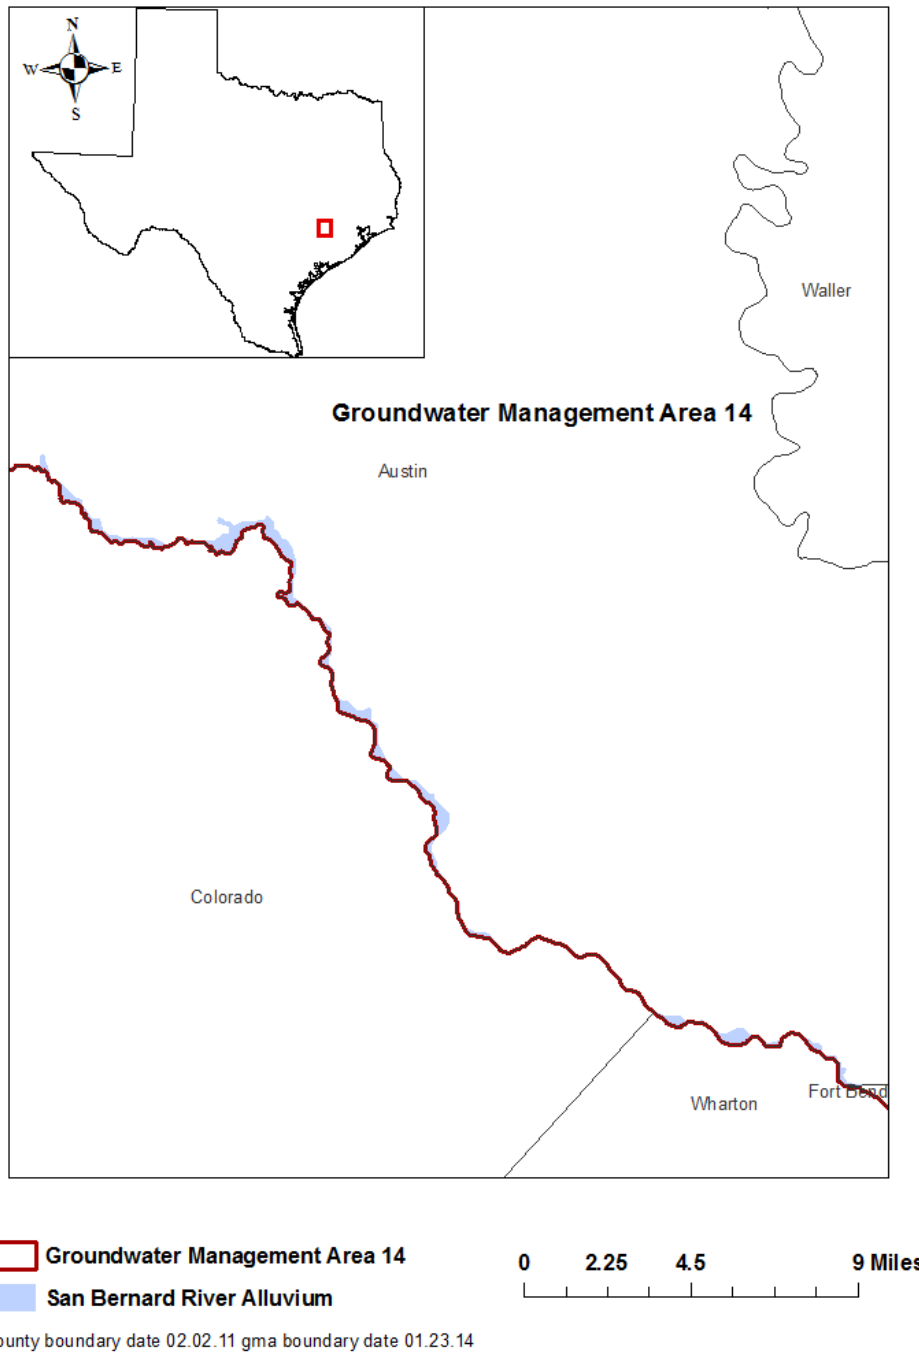 N
W E
S
Waller
Groundwater Management Area 14
Austin
Colorado
Wharton
Fort Bend
Groundwater Management Area 14
San Bernard River Alluvium
0 2.25 4.5 9 Miles
ounty boundary date 02.02.11 gma boundary date 01.23.14